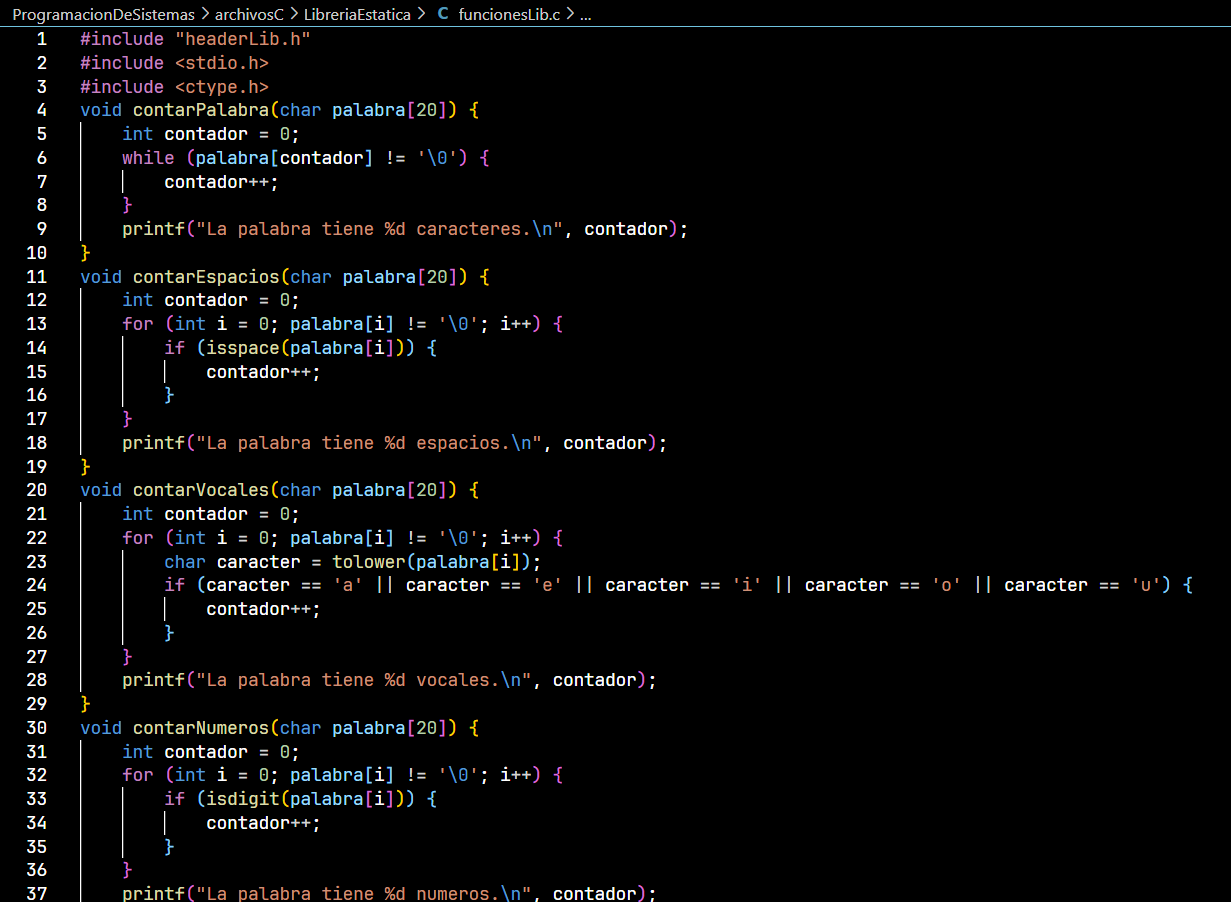 ProgramacionDeSistemas > archivosC > LibreriaEstatica > C funcionesLib.c > ...
1 #include "headerLib.h"
2 #include <stdio.h>
3 #include <ctype.h>
4 void contarPalabra(char palabra[20]) {
5     int contador = 0;
6     while (palabra[contador] != '\0') {
7         contador++;
8     }
9     printf("La palabra tiene %d caracteres.\n", contador);
10 }
11 void contarEspacios(char palabra[20]) {
12     int contador = 0;
13     for (int i = 0; palabra[i] != '\0'; i++) {
14         if (isspace(palabra[i])) {
15             contador++;
16         }
17     }
18     printf("La palabra tiene %d espacios.\n", contador);
19 }
20 void contarVocales(char palabra[20]) {
21     int contador = 0;
22     for (int i = 0; palabra[i] != '\0'; i++) {
23         char caracter = tolower(palabra[i]);
24         if (caracter == 'a' || caracter == 'e' || caracter == 'i' || caracter == 'o' || caracter == 'u') {
25             contador++;
26         }
27     }
28     printf("La palabra tiene %d vocales.\n", contador);
29 }
30 void contarNumeros(char palabra[20]) {
31     int contador = 0;
32     for (int i = 0; palabra[i] != '\0'; i++) {
33         if (isdigit(palabra[i])) {
34             contador++;
35         }
36     }
37     printf("La palabra tiene %d numeros.\n", contador);